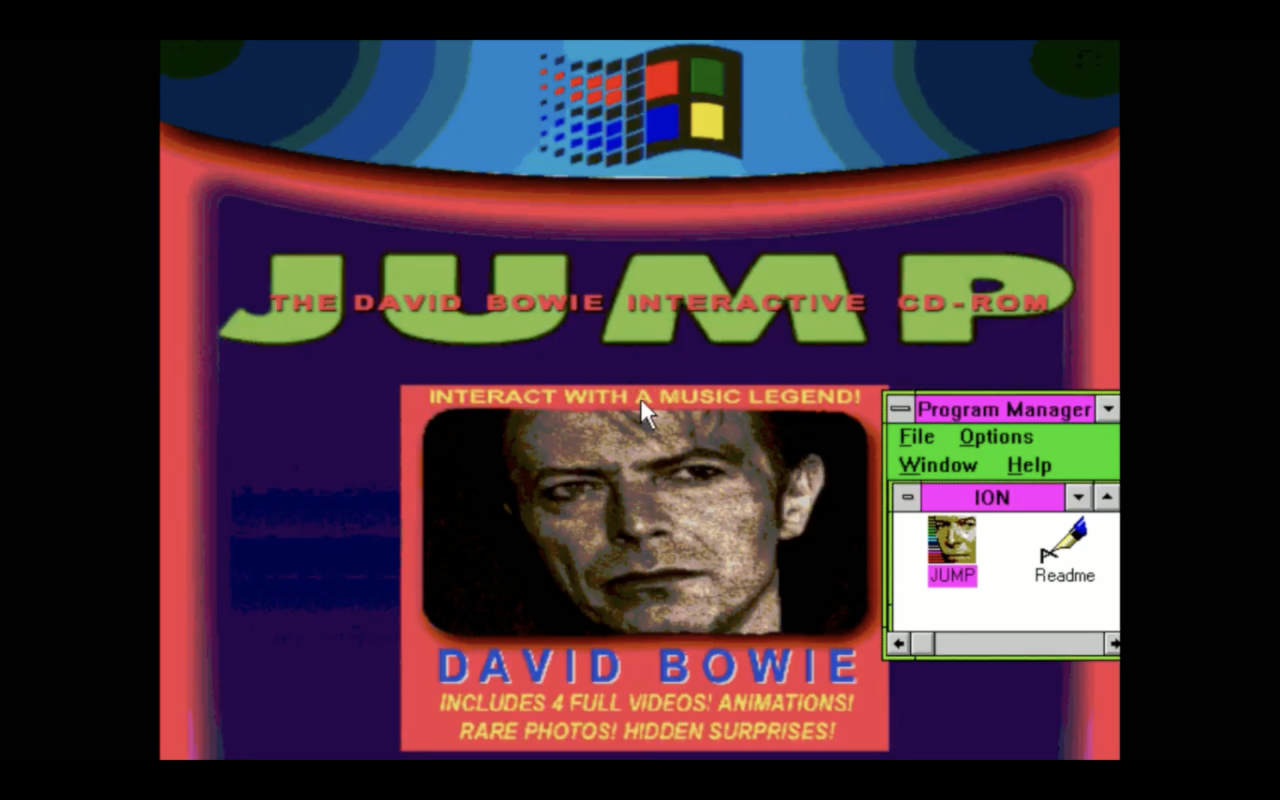 JUMP
THE DAVID BOWIE INTERACTIVE CD-ROM
INTERACT WITH A MUSIC LEGEND!
DAVID BOWIE
INCLUDES 4 FULL VIDEOS! ANIMATIONS!
RARE PHOTOS! HIDDEN SURPRISES!
Program Manager
File Options
Window Help
ION
JUMP Readme